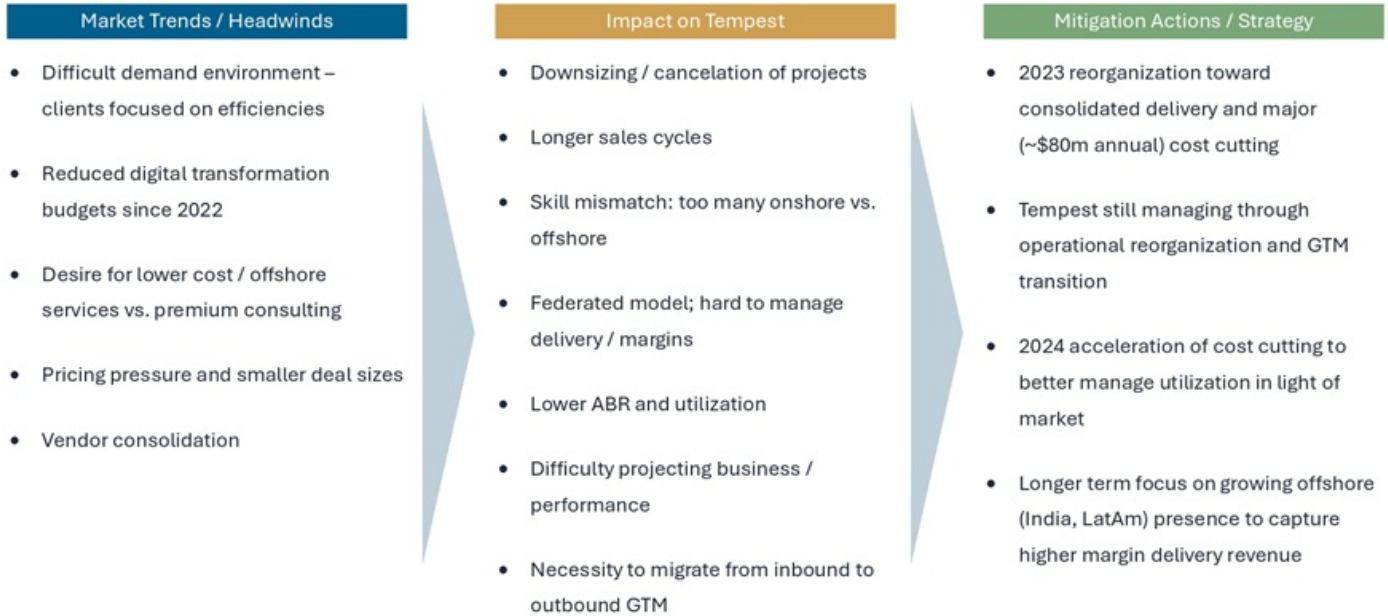 Market Trends / Headwinds
• Difficult demand environment –
clients focused on efficiencies
• Reduced digital transformation
budgets since 2022
• Desire for lower cost / offshore
services vs. premium consulting
• Pricing pressure and smaller deal sizes
• Vendor consolidation
Impact on Tempest
• Downsizing / cancelation of projects
• Longer sales cycles
• Skill mismatch: too many onshore vs.
offshore
• Federated model; hard to manage
delivery / margins
• Lower ABR and utilization
• Difficulty projecting business /
performance
• Necessity to migrate from inbound to
outbound GTM
Mitigation Actions / Strategy
• 2023 reorganization toward
consolidated delivery and major
(~$80m annual) cost cutting
• Tempest still managing through
operational reorganization and GTM
transition
• 2024 acceleration of cost cutting to
better manage utilization in light of
market
• Longer term focus on growing offshore
(India, LatAm) presence to capture
higher margin delivery revenue